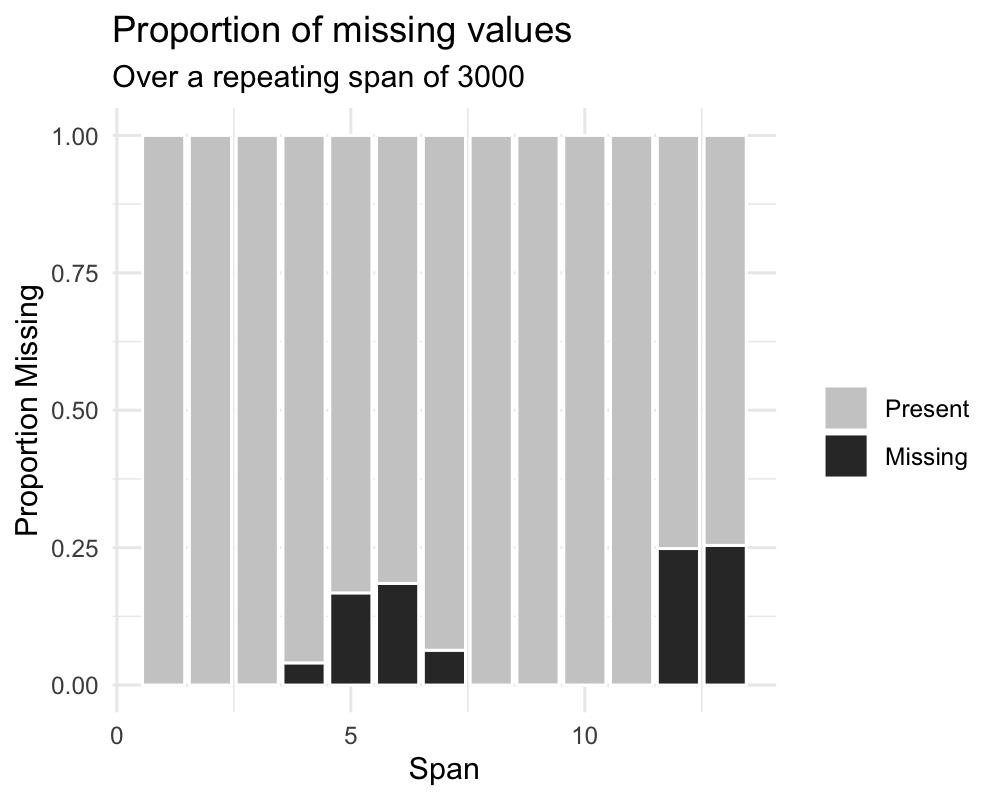 Proportion of missing values
Over a repeating span of 3000
Proportion Missing
1.00
0.75
0.50
0.25
0.00
0
5
10
Span
Present
Missing